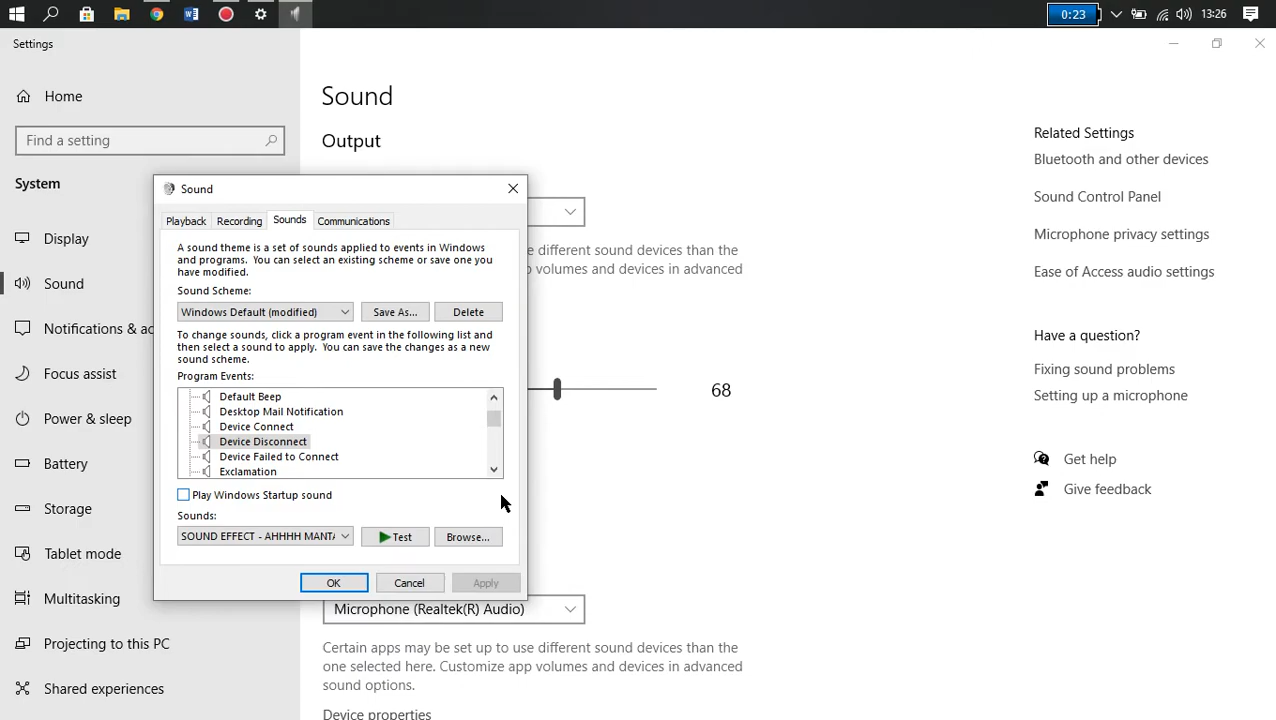 0:23
13:26
Settings
Home
Find a setting
System
Display
Sound
Notifications & ac
Focus assist
Power & sleep
Battery
Storage
Tablet mode
Multitasking
Projecting to this PC
Shared experiences
Sound
Output
e different sound devices than the
volumes and devices in advanced
68
Microphone (Realtek(R) Audio)
Certain apps may be set up to use different sound devices than the
one selected here. Customize app volumes and devices in advanced
sound options.
Device properties
Sound
Playback
Recording
Sounds
Communications
A sound theme is a set of sounds applied to events in Windows
and programs. You can select an existing scheme or save one you
have modified.
Sound Scheme:
Windows Default (modified)
Save As...
Delete
To change sounds, click a program event in the following list and
then select a sound to apply. You can save the changes as a new
sound scheme.
Program Events:
Default Beep
Desktop Mail Notification
Device Connect
Device Disconnect
Device Failed to Connect
Exclamation
Play Windows Startup sound
Sounds:
SOUND EFFECT - AHHHH MANTA
Test
Browse...
OK
Cancel
Apply
Related Settings
Bluetooth and other devices
Sound Control Panel
Microphone privacy settings
Ease of Access audio settings
Have a question?
Fixing sound problems
Setting up a microphone
Get help
Give feedback